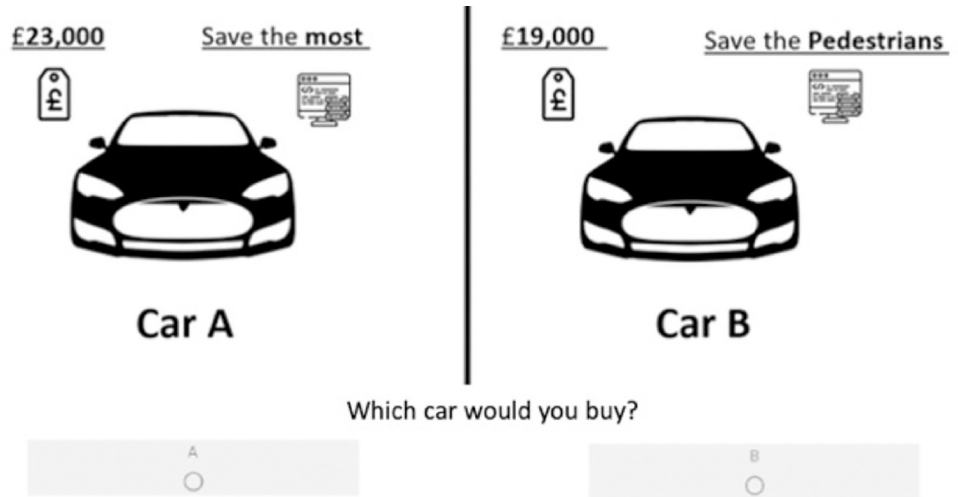 £23,000
Save the most
£
Car A
£19,000
Save the Pedestrians
£
Car B
Which car would you buy?
A
B